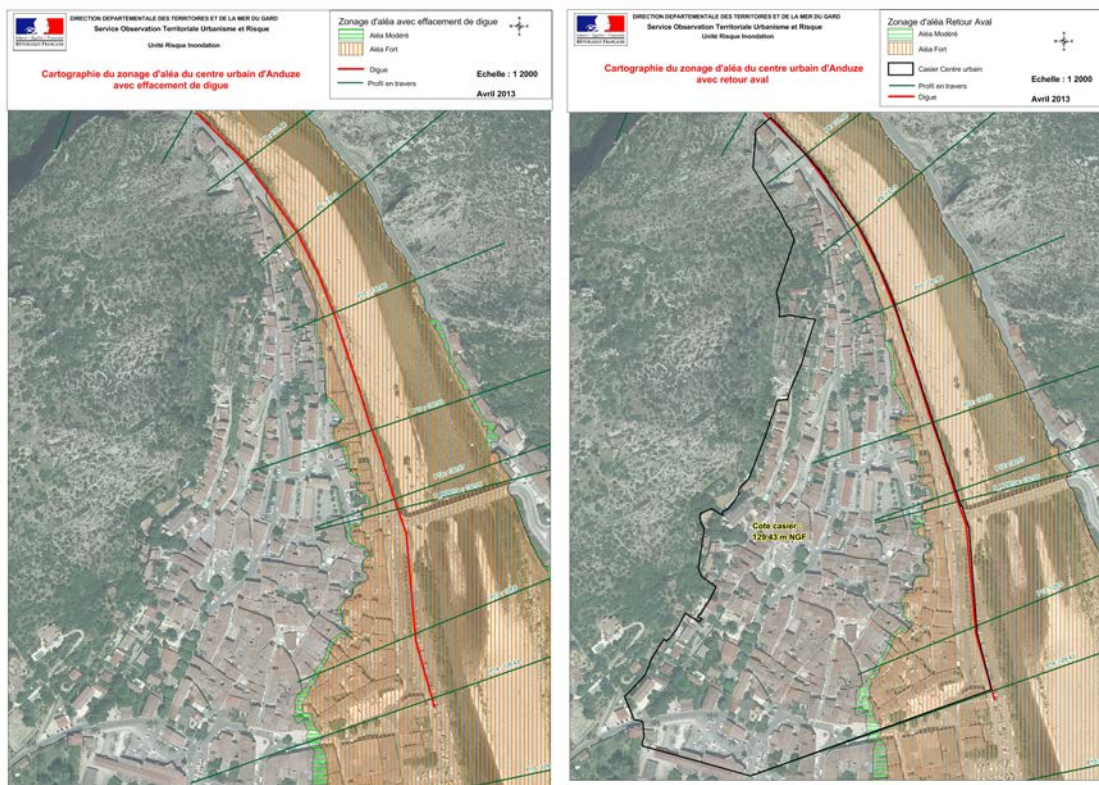 DIRECTION DEPARTEMENTALE DES TERRITOIRES ET DE LA MER DU GARD
Service Observation Territoriale Urbanisme et Risque
Unité Risque Inondation
RÉPUBLIQUE FRANÇAISE
Cartographie du zonage d'aléa du centre urbain d'Anduze
avec effacement de digue
Zonage d'aléa avec effacement de digue
Aléa Modéré
Aléa Fort
Digue
Profil en travers
Echelle : 1 2000
Avril 2013
DIRECTION DEPARTEMENTALE DES TERRITOIRES ET DE LA MER DU GARD
Service Observation Territoriale Urbanisme et Risque
Unité Risque Inondation
RÉPUBLIQUE FRANÇAISE
Cartographie du zonage d'aléa du centre urbain d'Anduze
avec retour aval
Zonage d'aléa Retour Aval
Aléa Modéré
Aléa Fort
Casier Centre urbain
Profil en travers
Digue
Echelle : 1 2000
Avril 2013
Cote casier :
129.43 m NGF